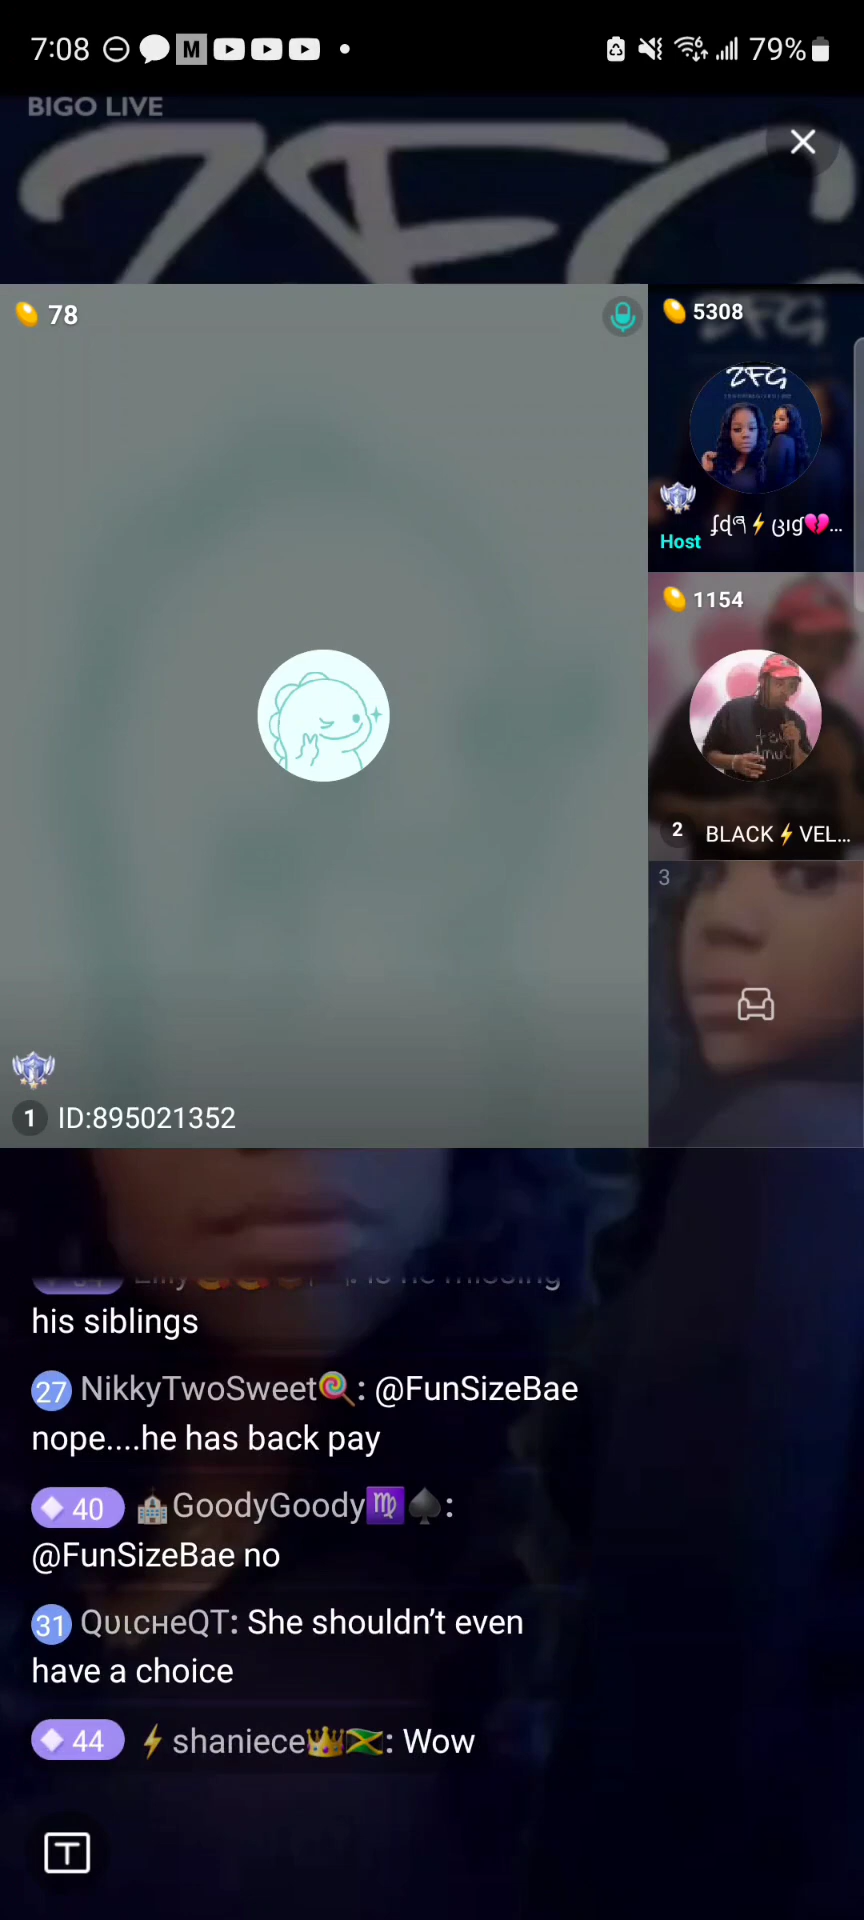 7:08 M 79%
BIGO LIVE
ZFG
78
5308
ZFG
Host
1154
2 BLACK⚡VEL...
3
1 ID:895021352
his siblings
27 NikkyTwoSweet🍭: @FunSizeBae
nope....he has back pay
40 🏫GoodyGoody♍♠:
@FunSizeBae no
31 QυιcнeQT: She shouldn’t even
have a choice
44 ⚡shaniece👑🇯🇲: Wow
T